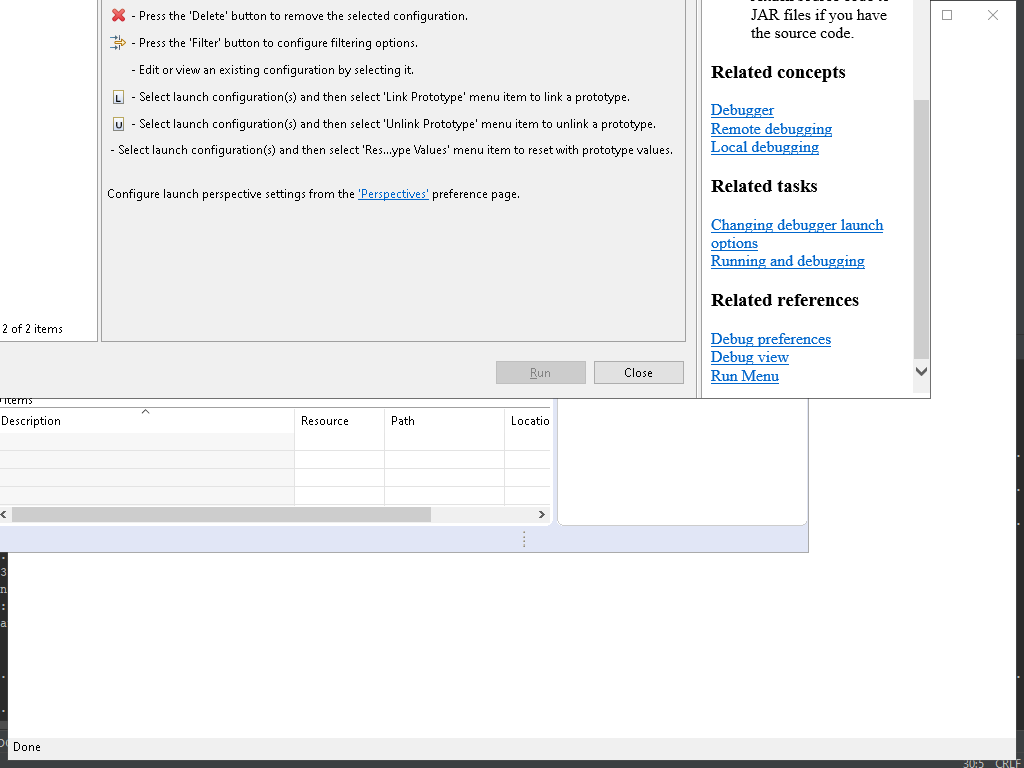 - Press the 'Delete' button to remove the selected configuration.
- Press the 'Filter' button to configure filtering options.
- Edit or view an existing configuration by selecting it.
L - Select launch configuration(s) and then select 'Link Prototype' menu item to link a prototype.
U - Select launch configuration(s) and then select 'Unlink Prototype' menu item to unlink a prototype.
- Select launch configuration(s) and then select 'Res...ype Values' menu item to reset with prototype values.
Configure launch perspective settings from the 'Perspectives' preference page.
2 of 2 items
Run
Close
JAR files if you have
the source code.
Related concepts
Debugger
Remote debugging
Local debugging
Related tasks
Changing debugger launch
options
Running and debugging
Related references
Debug preferences
Debug view
Run Menu
items
Description
Resource
Path
Locatio
3
n
:
a
Done
30:5 CRLF